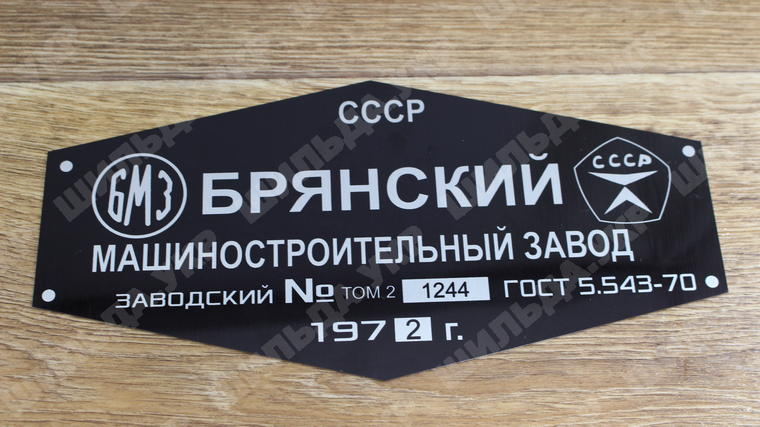 СССР
БМЗ БРЯНСКИЙ СССР
МАШИНОСТРОИТЕЛЬНЫЙ ЗАВОД
ЗАВОДСКИЙ № ТОМ 2 1244 ГОСТ 5.543-70
1972 г.